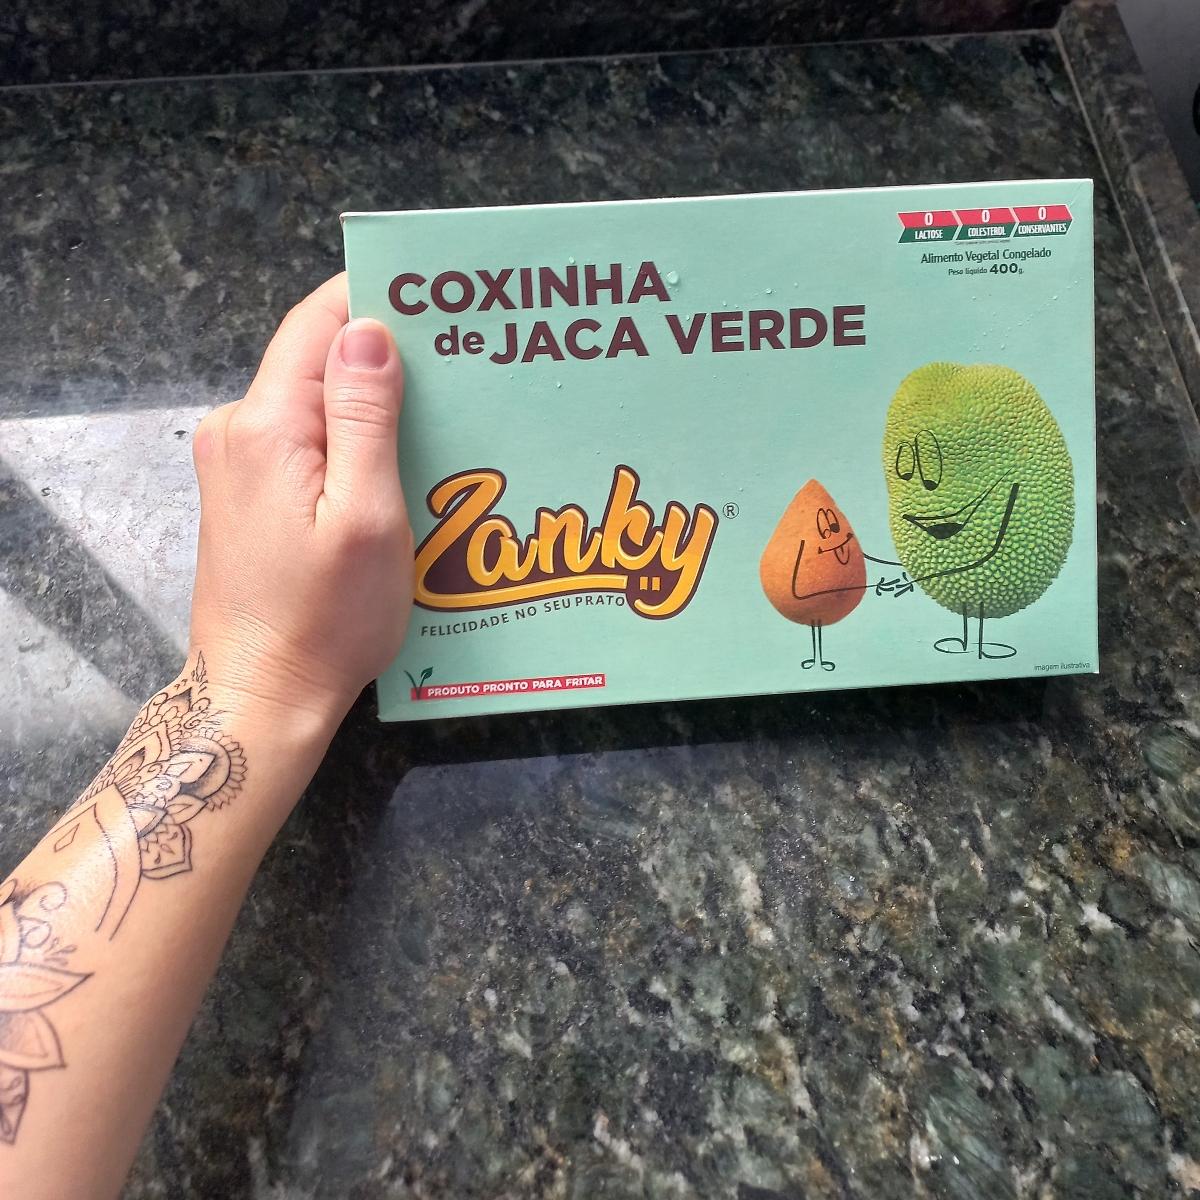 0 0 0
LACTOSE COLESTEROL CONSERVANTES
Alimento Vegetal Congelado
Peso líquido 400g.
COXINHA
de JACA VERDE
Zanky®
FELICIDADE NO SEU PRATO
PRODUTO PRONTO PARA FRITAR
imagem ilustrativa